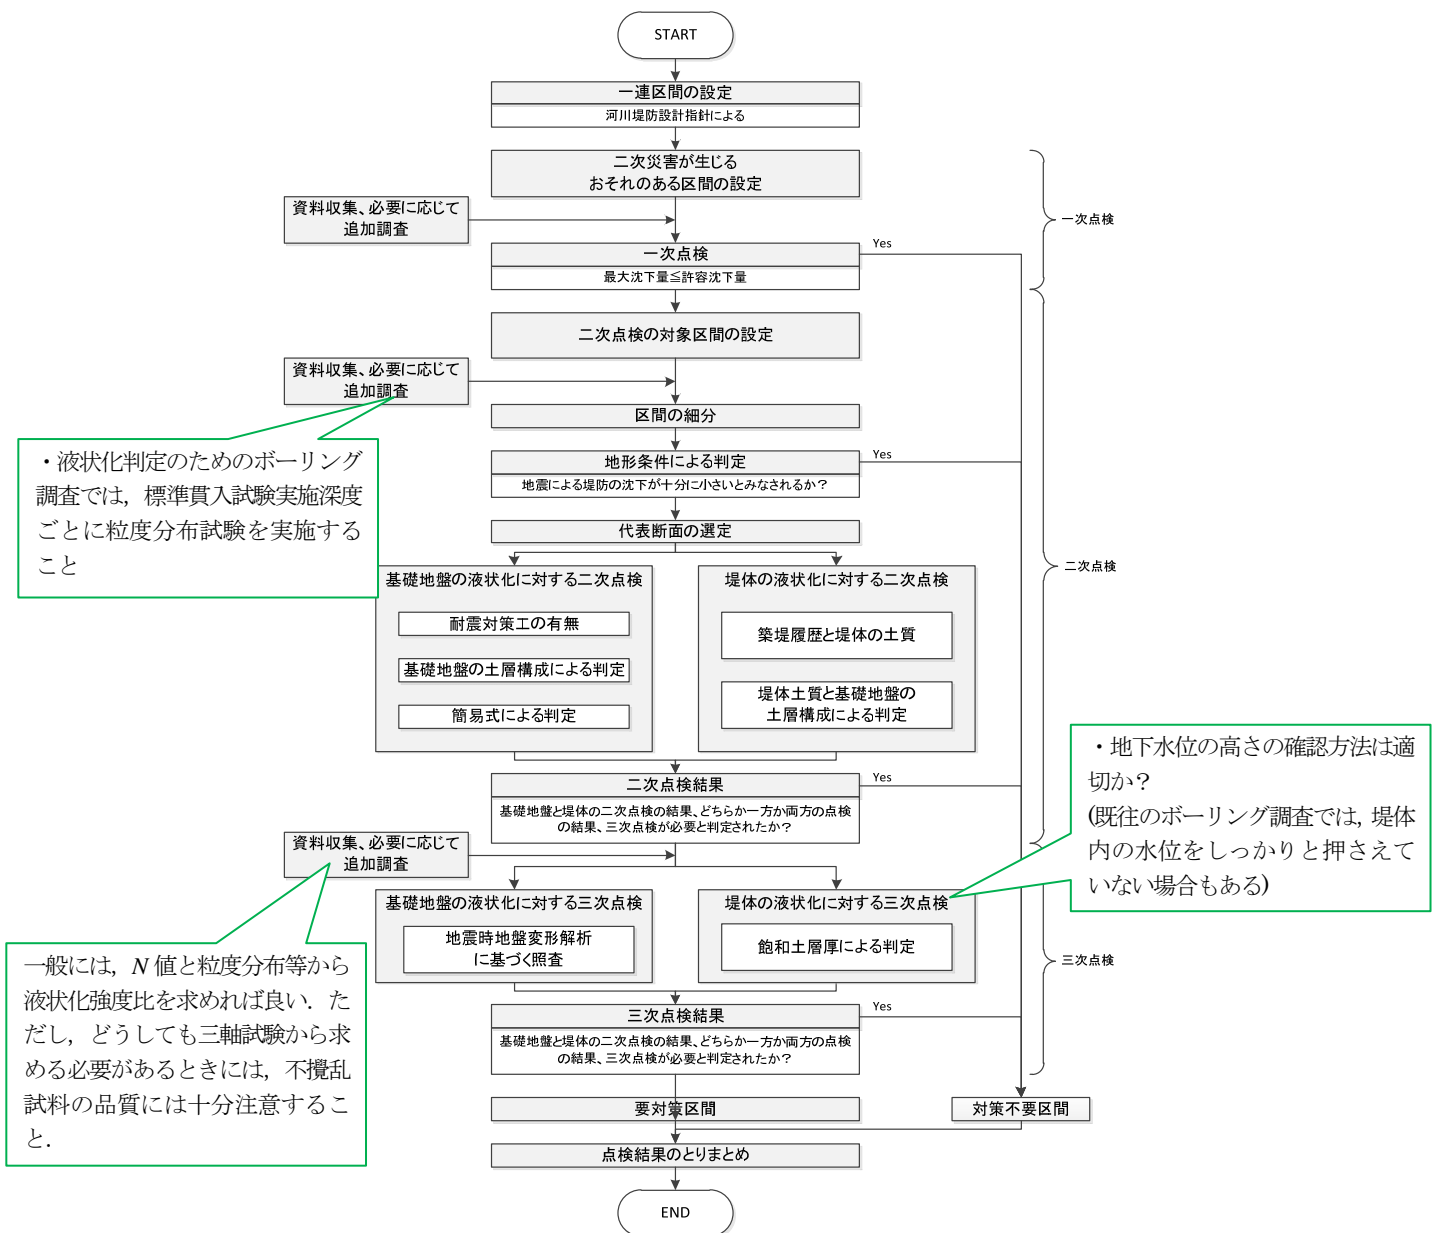 START
一連区間の設定
河川堤防設計指針による
二次災害が生じる
おそれのある区間の設定
資料収集、必要に応じて
追加調査
一次点検
Yes
最大沈下量≦許容沈下量
一次点検
二次点検の対象区間の設定
資料収集、必要に応じて
追加調査
区間の細分
・液状化判定のためのボーリング
調査では，標準貫入試験実施深度
ごとに粒度分布試験を実施する
こと
地形条件による判定
Yes
地震による堤防の沈下が十分に小さいとみなされるか？
代表断面の選定
基礎地盤の液状化に対する二次点検
耐震対策工の有無
基礎地盤の土層構成による判定
簡易式による判定
堤体の液状化に対する二次点検
築堤履歴と堤体の土質
堤体土質と基礎地盤の
土層構成による判定
二次点検
二次点検結果
Yes
基礎地盤と堤体の二次点検の結果、どちらか一方か両方の点検
の結果、三次点検が必要と判定されたか？
・地下水位の高さの確認方法は適
切か？
(既往のボーリング調査では，堤体
内の水位をしっかりと押さえて
いない場合もある)
資料収集、必要に応じて
追加調査
基礎地盤の液状化に対する三次点検
地震時地盤変形解析
に基づく照査
堤体の液状化に対する三次点検
飽和土層厚による判定
三次点検
一般には，N 値と粒度分布等から
液状化強度比を求めれば良い．た
だし，どうしても三軸試験から求
める必要があるときには，不攪乱
試料の品質には十分注意するこ
と．
三次点検結果
Yes
基礎地盤と堤体の二次点検の結果、どちらか一方か両方の点検
の結果、三次点検が必要と判定されたか？
要対策区間
対策不要区間
点検結果のとりまとめ
END